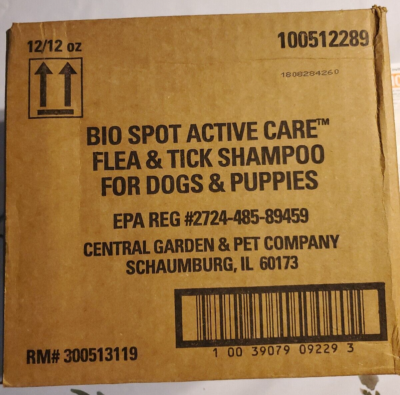 12/12 oz
100512289
1808284260
BIO SPOT ACTIVE CARE™
FLEA & TICK SHAMPOO
FOR DOGS & PUPPIES
EPA REG #2724-485-89459
CENTRAL GARDEN & PET COMPANY
SCHAUMBURG, IL 60173
RM# 300513119
1 00 39079 09229 3